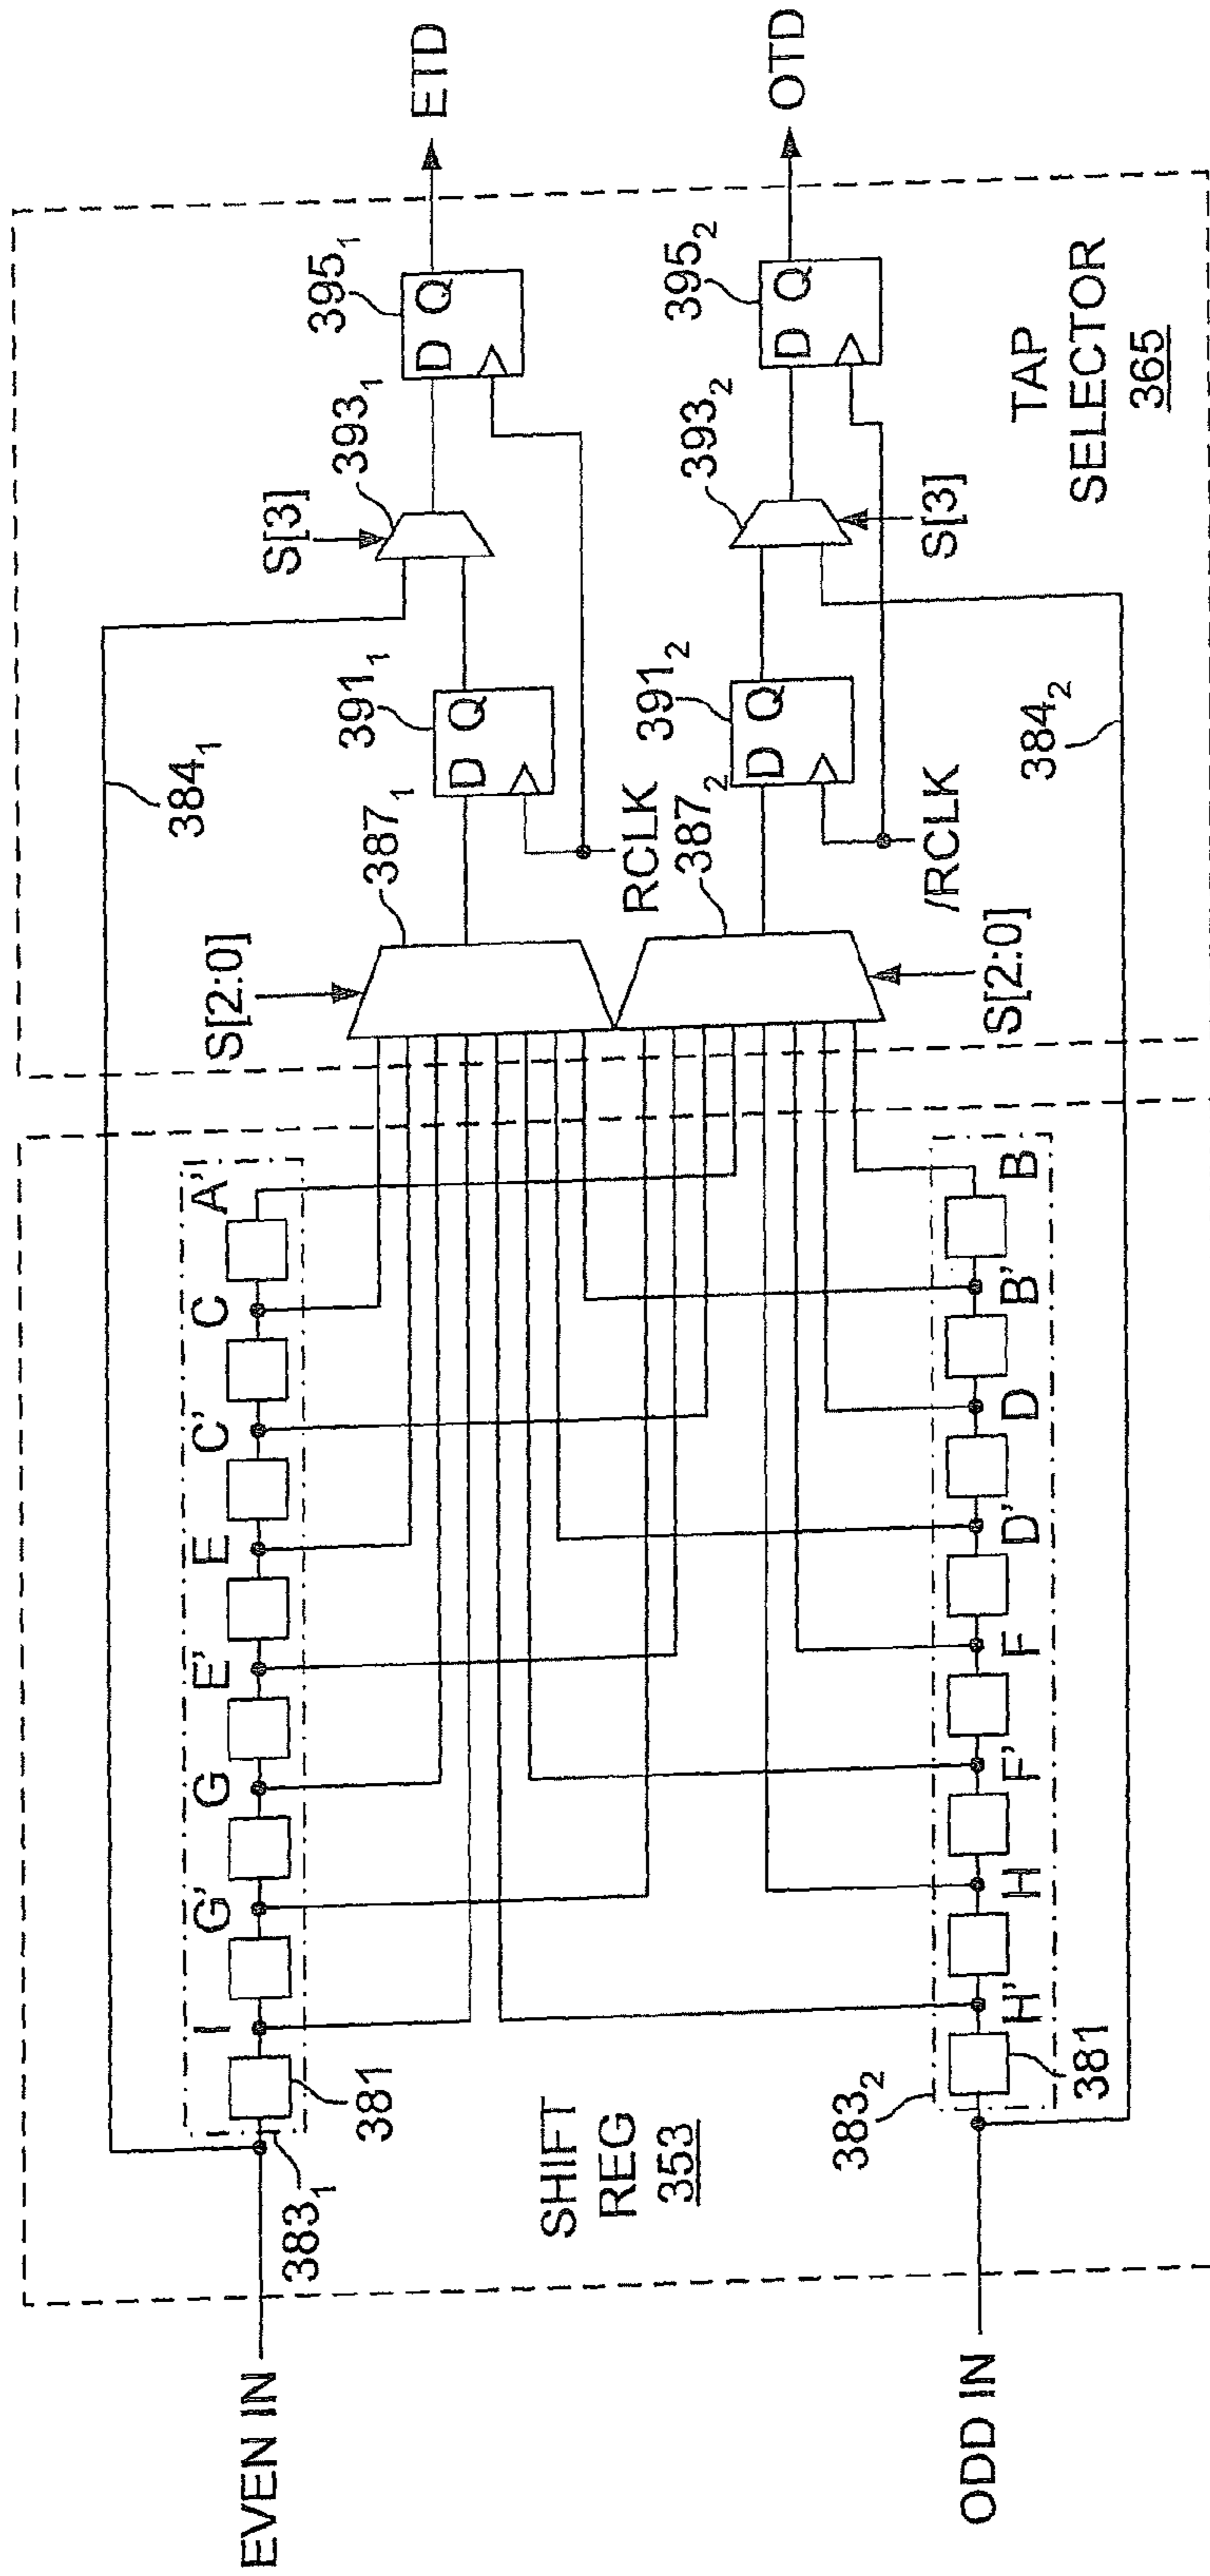 EVEN IN
383₁
381
I G' G E' E C' C A'
384₁
SHIFT
REG
353
S[2:0]
387₁
391₁
D Q
S[3]
393₁
395₁
D Q
ETD
RCLK
387₂
391₂
D Q
393₂
S[3]
395₂
D Q
OTD
/RCLK
S[2:0]
384₂
TAP
SELECTOR
365
ODD IN
383₂
381
H' H F' F D' D B' B